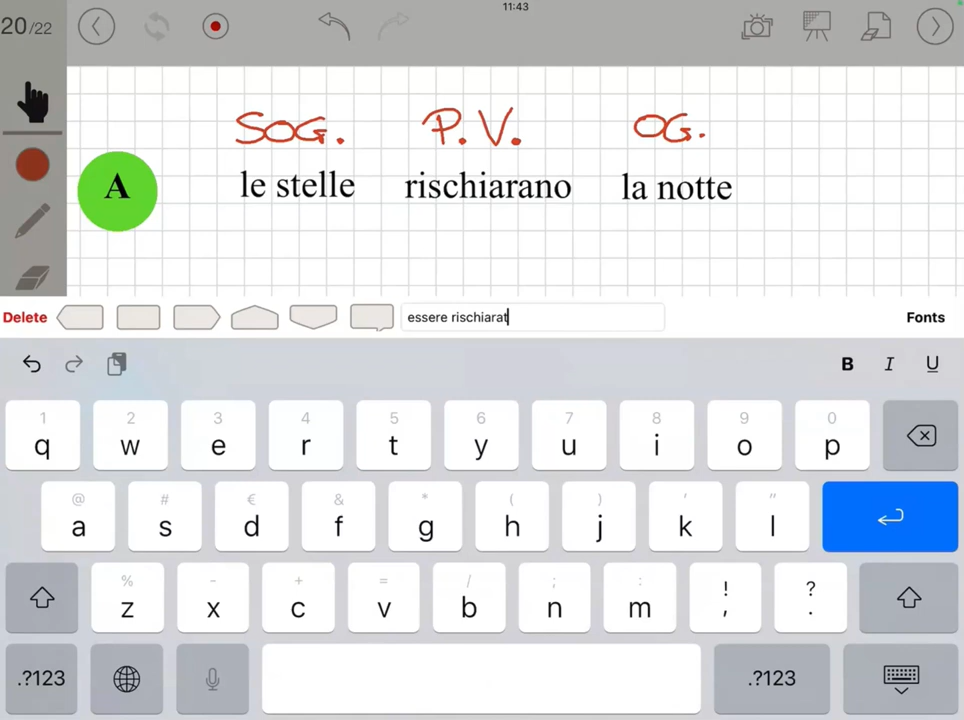 11:43
20/22
SOG. P.V. OG.
A le stelle rischiarano la notte
Delete essere rischiarat Fonts
B I U
1 2 3 4 5 6 7 8 9 0
q w e r t y u i o p
@ # € & * ( ) ' "
a s d f g h j k l
% - + = / ; : ! ?
z x c v b n m , .
.?123 .?123